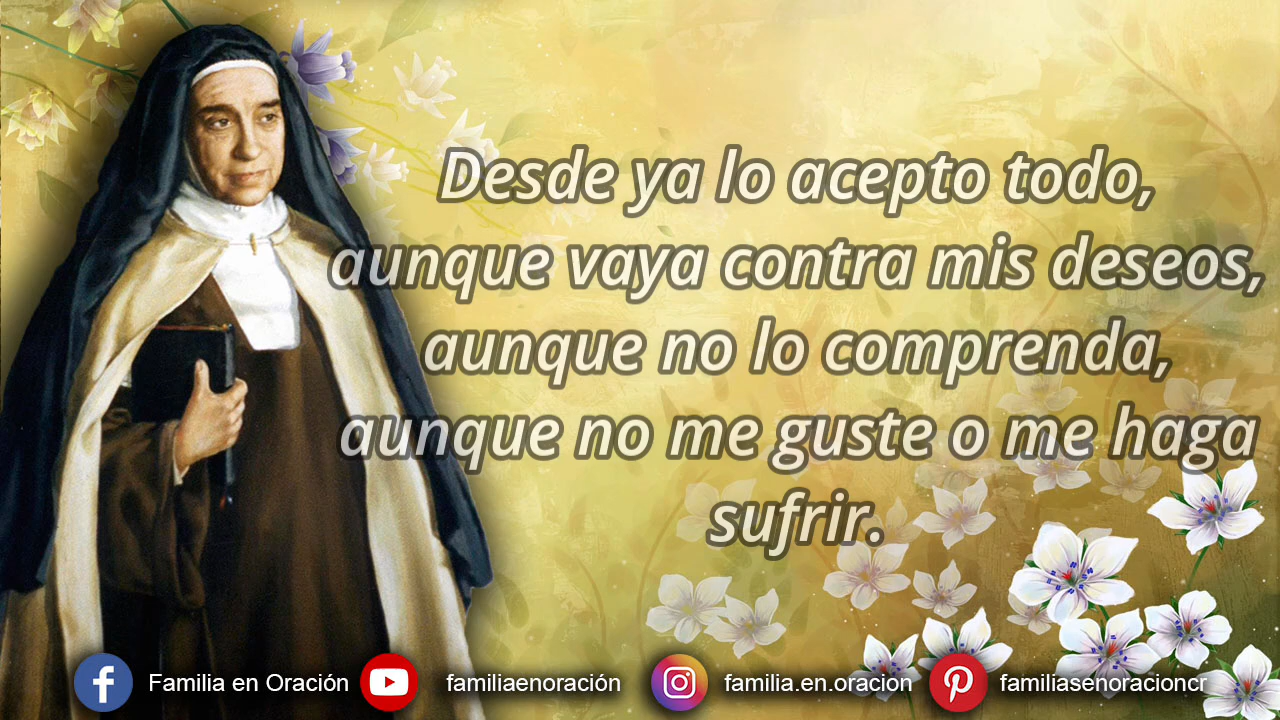 Desde ya lo acepto todo,
aunque vaya contra mis deseos,
aunque no lo comprenda,
aunque no me guste o me haga
sufrir.
Familia en Oración
familiaenoración
familia.en.oracion
familiasenoracioncr